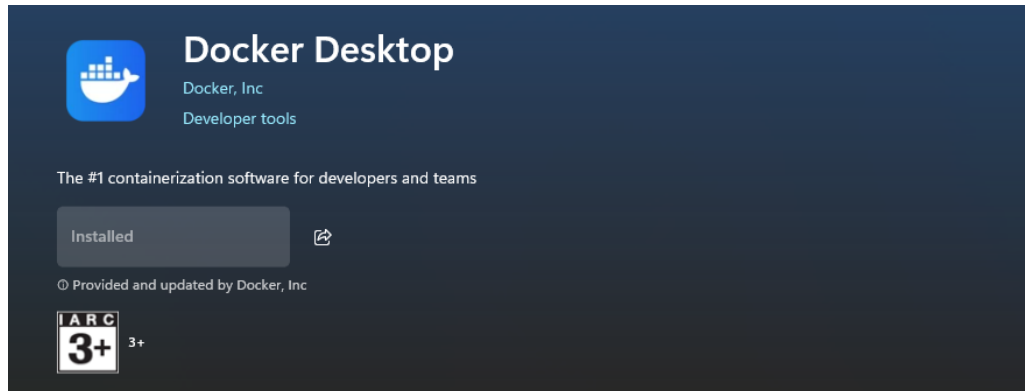 Docker Desktop
Docker, Inc
Developer tools
The #1 containerization software for developers and teams
Installed
Provided and updated by Docker, Inc
IARC
3+
3+